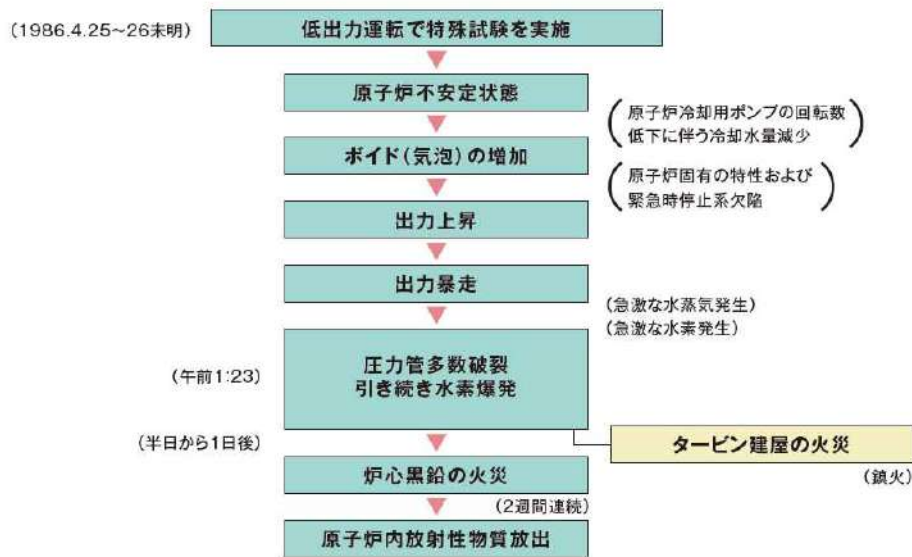 (1986.4.25~26未明)
低出力運転で特殊試験を実施
原子炉不安定状態
(原子炉冷却用ポンプの回転数
低下に伴う冷却水量減少)
ボイド(気泡)の増加
(原子炉固有の特性および
緊急時停止系欠陥)
出力上昇
出力暴走
(急激な水蒸気発生)
(急激な水素発生)
(午前1:23)
圧力管多数破裂
引き続き水素爆発
(半日から1日後)
タービン建屋の火災
(鎮火)
炉心黒鉛の火災
(2週間連続)
原子炉内放射性物質放出